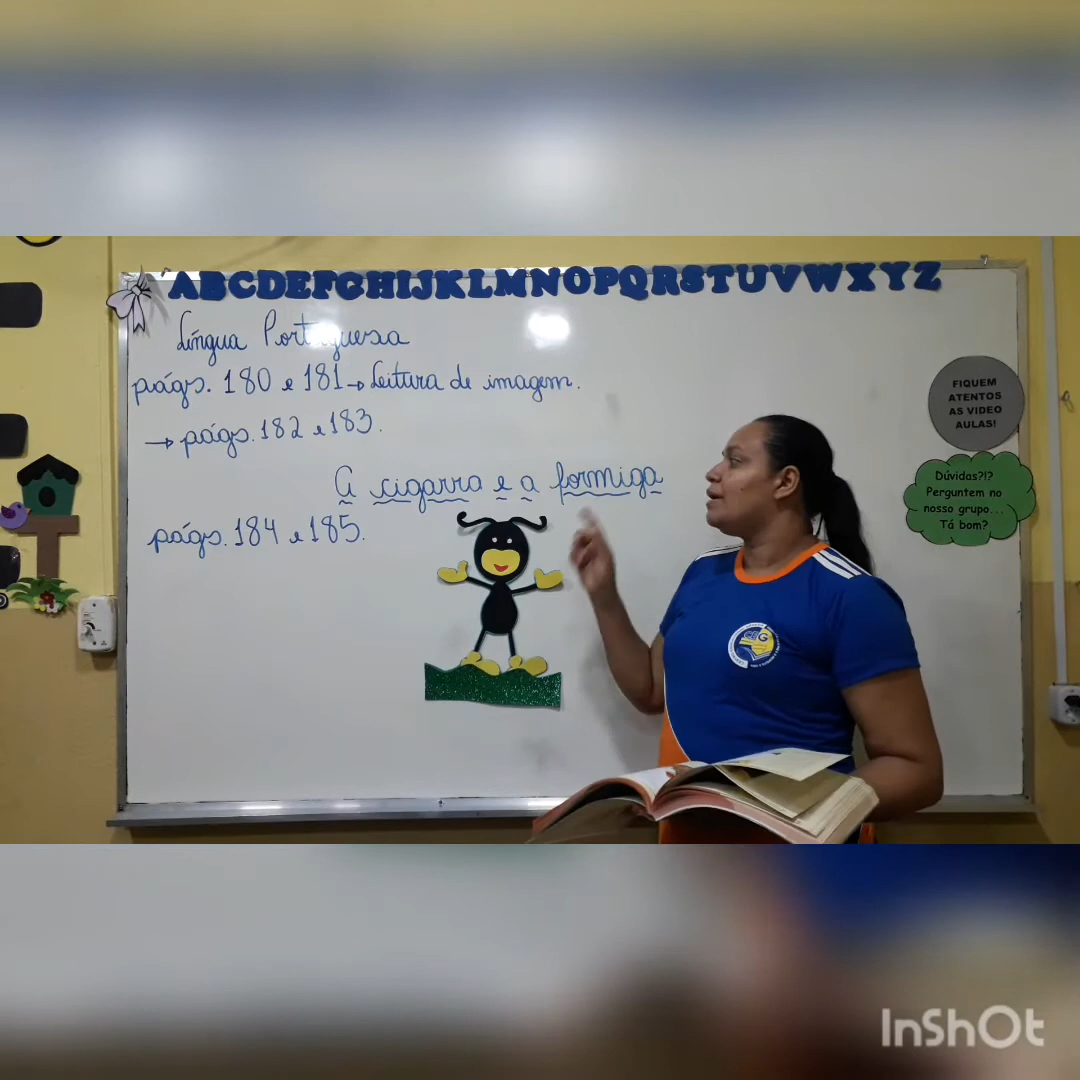 ABCDEFGHIJKLMNOPQRSTUVWXYZ
Língua Portuguesa
págs. 180 e 181 → Leitura de imagem.
→ págs. 182 e 183.
A cigarra e a formiga
págs. 184 e 185.
FIQUEM
ATENTOS
AS VIDEO
AULAS!
Dúvidas?!?
Perguntem no
nosso grupo...
Tá bom?
CEG
InShOt